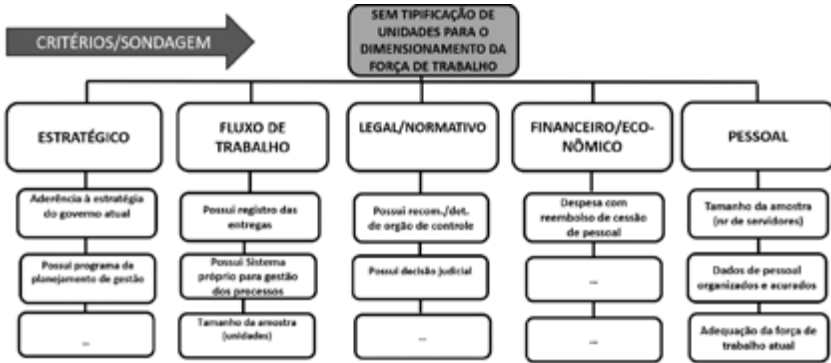 CRITÉRIOS/SONDAGEM
SEM TIPIFICAÇÃO DE
UNIDADES PARA O
DIMENSIONAMENTO DA
FORÇA DE TRABALHO
ESTRATÉGICO
FLUXO DE
TRABALHO
LEGAL/NORMATIVO
FINANCEIRO/ECO-
NÔMICO
PESSOAL
Aderência à estratégia
do governo atual
Possui registro das
entregas
Possui recom./det.
de orgão de controle
Despesa com
reembolso de cessão
de pessoal
Tamanho da amostra
(nr de servidores)
Possui programa de
planejamento de gestão
Possui Sistema
próprio para gestão
dos processos
Possui decisão judicial
...
Dados de pessoal
organizados e acurados
...
Tamanho da amostra
(unidades)
...
...
Adequação da força de
trabalho atual